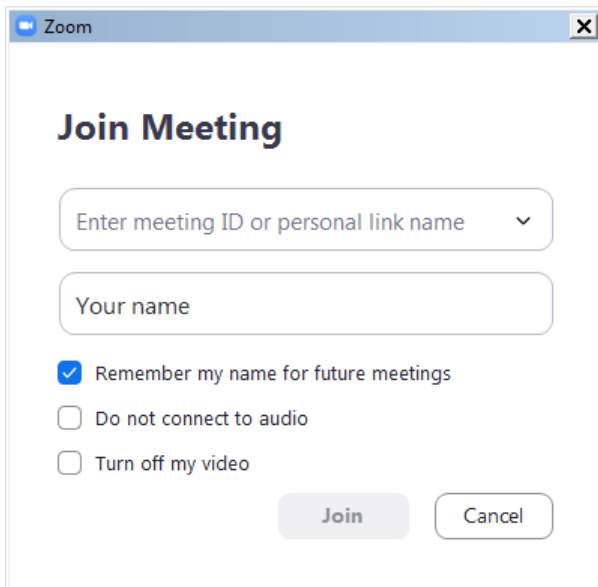 Zoom
Join Meeting
Enter meeting ID or personal link name
Your name
Remember my name for future meetings
Do not connect to audio
Turn off my video
Join Cancel